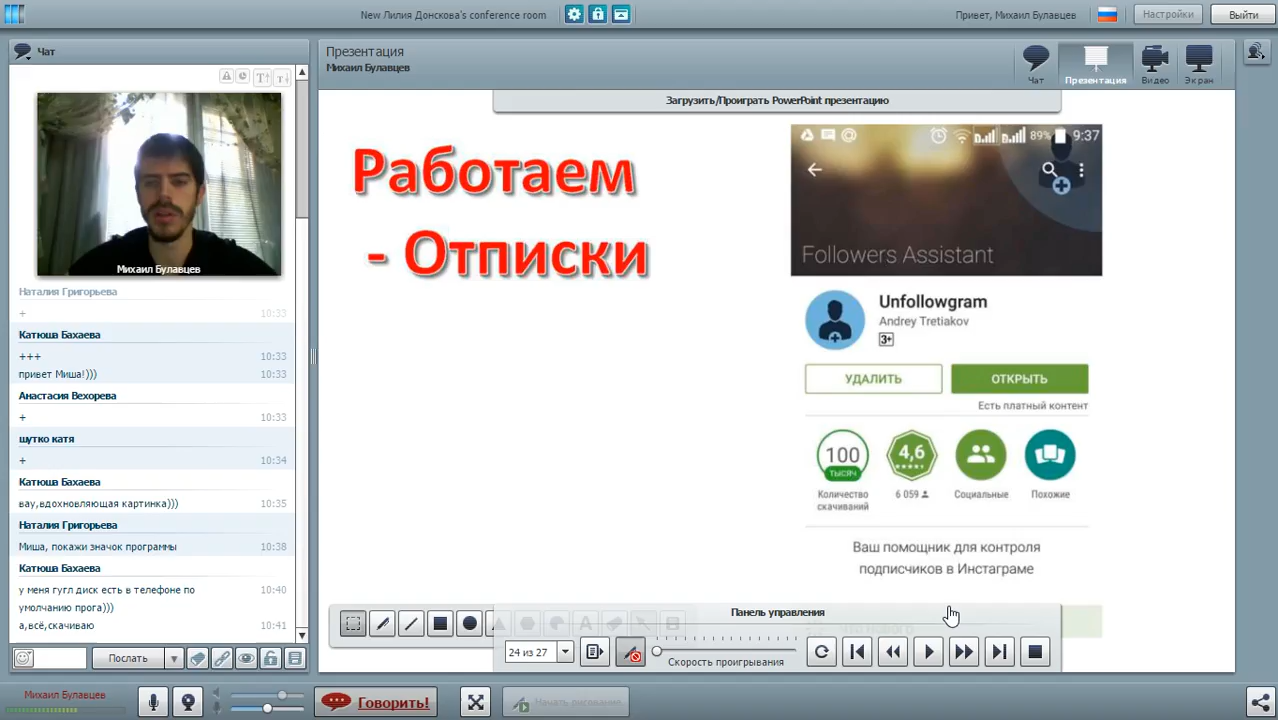 New Лилия Донскова's conference room
Привет, Михаил Булавцев
Настройки
Выйти
Чат
Михаил Булавцев
Наталия Григорьева
+ 10:33
Катюша Бахаева
+++ 10:33
привет Миша!))) 10:33
Анастасия Вехорева
+ 10:33
шутко катя
+ 10:34
Катюша Бахаева
вау,вдохновляющая картинка))) 10:35
Наталия Григорьева
Миша, покажи значок программы 10:38
Катюша Бахаева
у меня гугл диск есть в телефоне по 10:40
умолчанию прога)))
а,всё,скачиваю 10:41
Послать
Презентация
Михаил Булавцев
Чат
Презентация
Видео
Экран
Загрузить/Проиграть PowerPoint презентацию
Работаем
- Отписки
89% 9:37
Followers Assistant
Unfollowgram
Andrey Tretiakov
3+
УДАЛИТЬ
ОТКРЫТЬ
Есть платный контент
100
ТЫСЯЧ
4,6
Количество
скачиваний
6 059
Социальные
Похожие
Ваш помощник для контроля
подписчиков в Инстаграме
Панель управления
24 из 27
Скорость проигрывания
Михаил Булавцев
Говорить!
Начать рисование